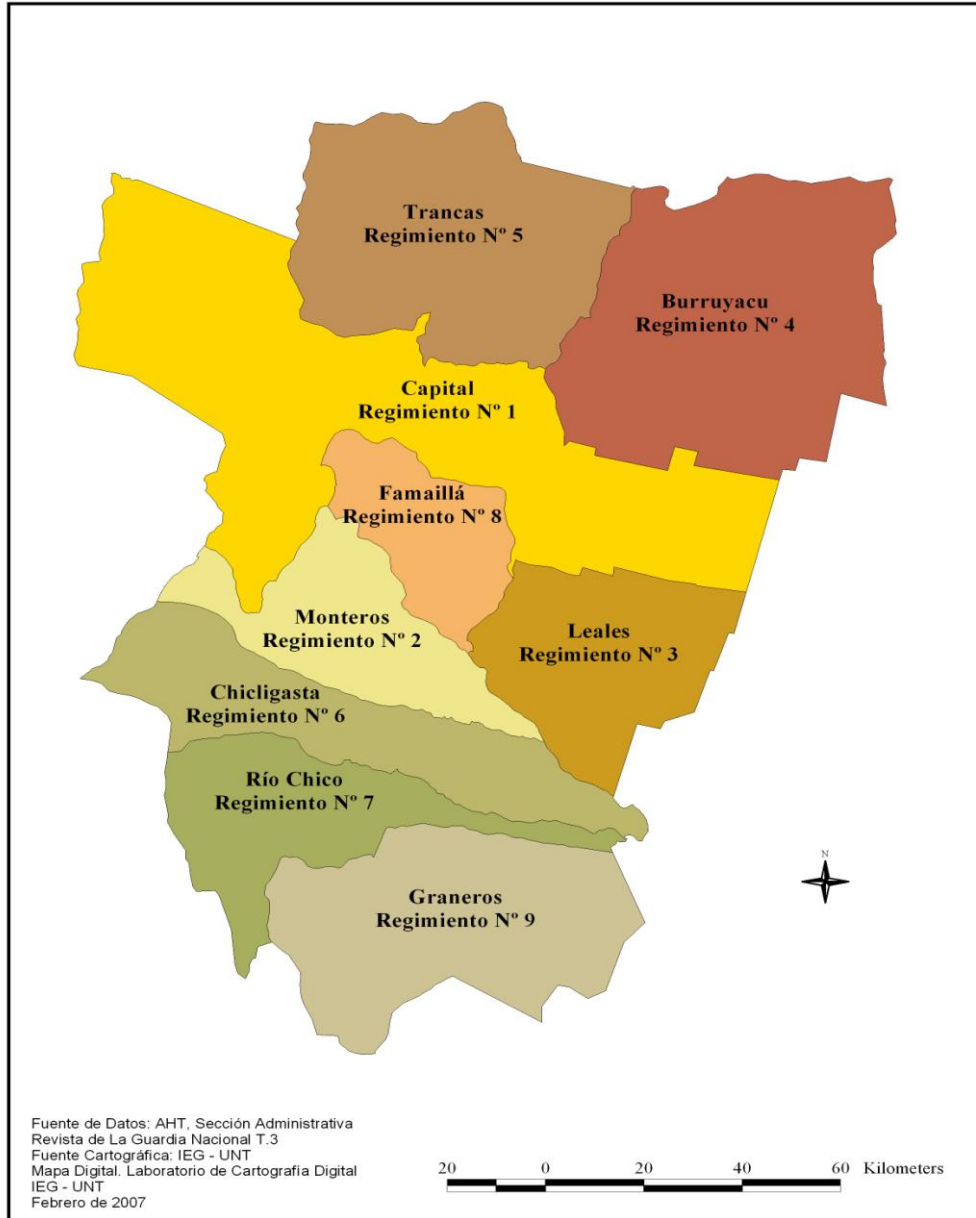 Trancas
Regimiento Nº 5
Burruyacu
Regimiento Nº 4
Capital
Regimiento Nº 1
Famaillá
Regimiento Nº 8
Monteros
Regimiento Nº 2
Leales
Regimiento Nº 3
Chicligasta
Regimiento Nº 6
Río Chico
Regimiento Nº 7
Graneros
Regimiento Nº 9
N
Fuente de Datos: AHT, Sección Administrativa
Revista de La Guardia Nacional T.3
Fuente Cartográfica: IEG - UNT
Mapa Digital. Laboratorio de Cartografía Digital
IEG - UNT
Febrero de 2007
20 0 20 40 60 Kilometers